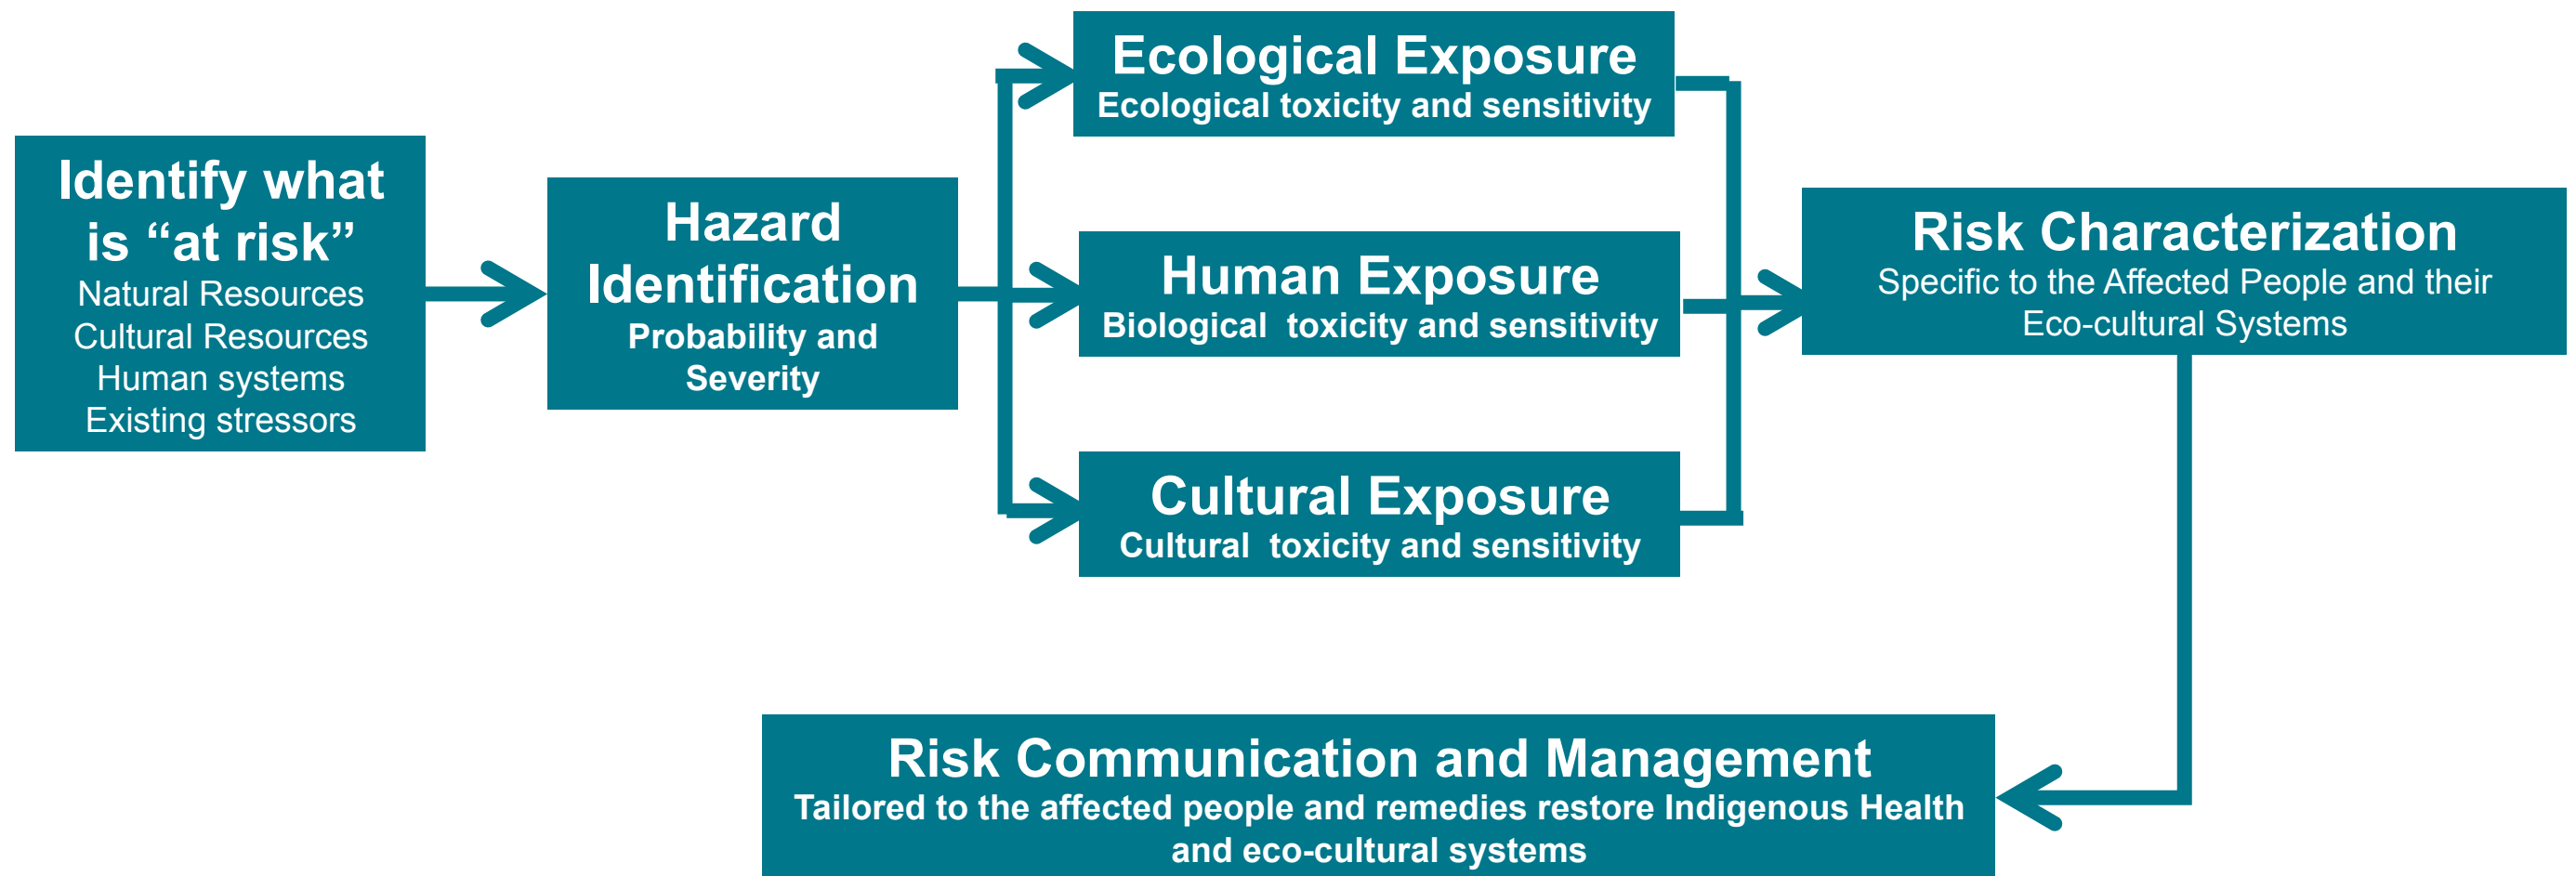 Identify what
is “at risk”
Natural Resources
Cultural Resources
Human systems
Existing stressors
Hazard
Identification
Probability and
Severity
Ecological Exposure
Ecological toxicity and sensitivity
Human Exposure
Biological  toxicity and sensitivity
Cultural Exposure
Cultural  toxicity and sensitivity
Risk Characterization
Specific to the Affected People and their
Eco-cultural Systems
Risk Communication and Management
Tailored to the affected people and remedies restore Indigenous Health
and eco-cultural systems